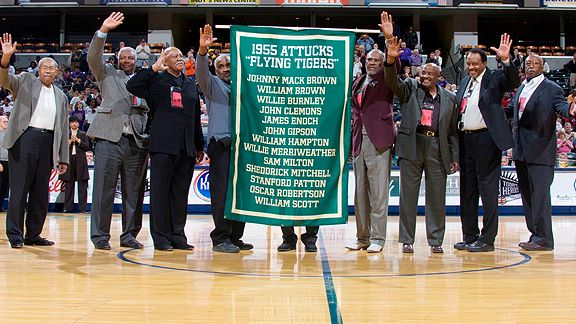 1955 ATTUCKS
"FLYING TIGERS"
JOHNNY MACK BROWN
WILLIAM BROWN
WILLIE BURNLEY
JOHN CLEMONS
JAMES ENOCH
JOHN GIPSON
WILLIAM HAMPTON
WILLIE MERRIWEATHER
SAM MILTON
SHEDDRICK MITCHELL
STANFORD PATTON
OSCAR ROBERTSON
WILLIAM SCOTT